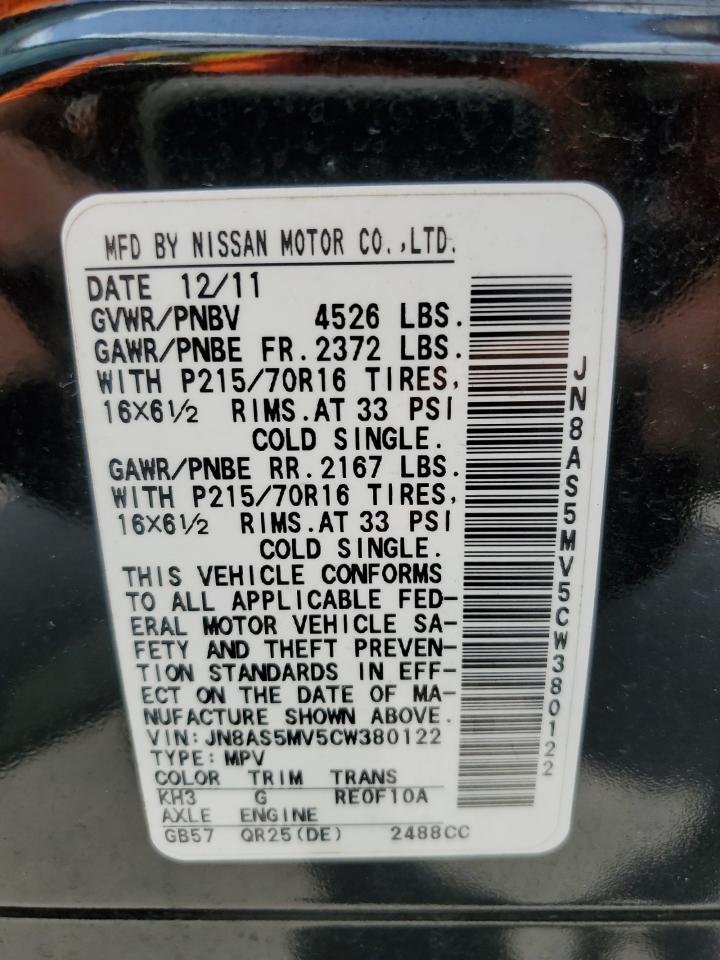 MFD BY NISSAN MOTOR CO.,LTD.
DATE 12/11
GVWR/PNBV 4526 LBS.
GAWR/PNBE FR.2372 LBS.
WITH P215/70R16 TIRES,
16X6½ RIMS.AT 33 PSI
COLD SINGLE.
GAWR/PNBE RR.2167 LBS.
WITH P215/70R16 TIRES,
16X6½ RIMS.AT 33 PSI
COLD SINGLE.
THIS VEHICLE CONFORMS
TO ALL APPLICABLE FED-
ERAL MOTOR VEHICLE SA-
FETY AND THEFT PREVEN-
TION STANDARDS IN EFF-
ECT ON THE DATE OF MA-
NUFACTURE SHOWN ABOVE.
VIN:JN8AS5MV5CW380122
TYPE:MPV
COLOR TRIM TRANS
KH3 G RE0F10A
AXLE ENGINE
GB57 QR25(DE) 2488CC
JN8AS5MV5CW380122